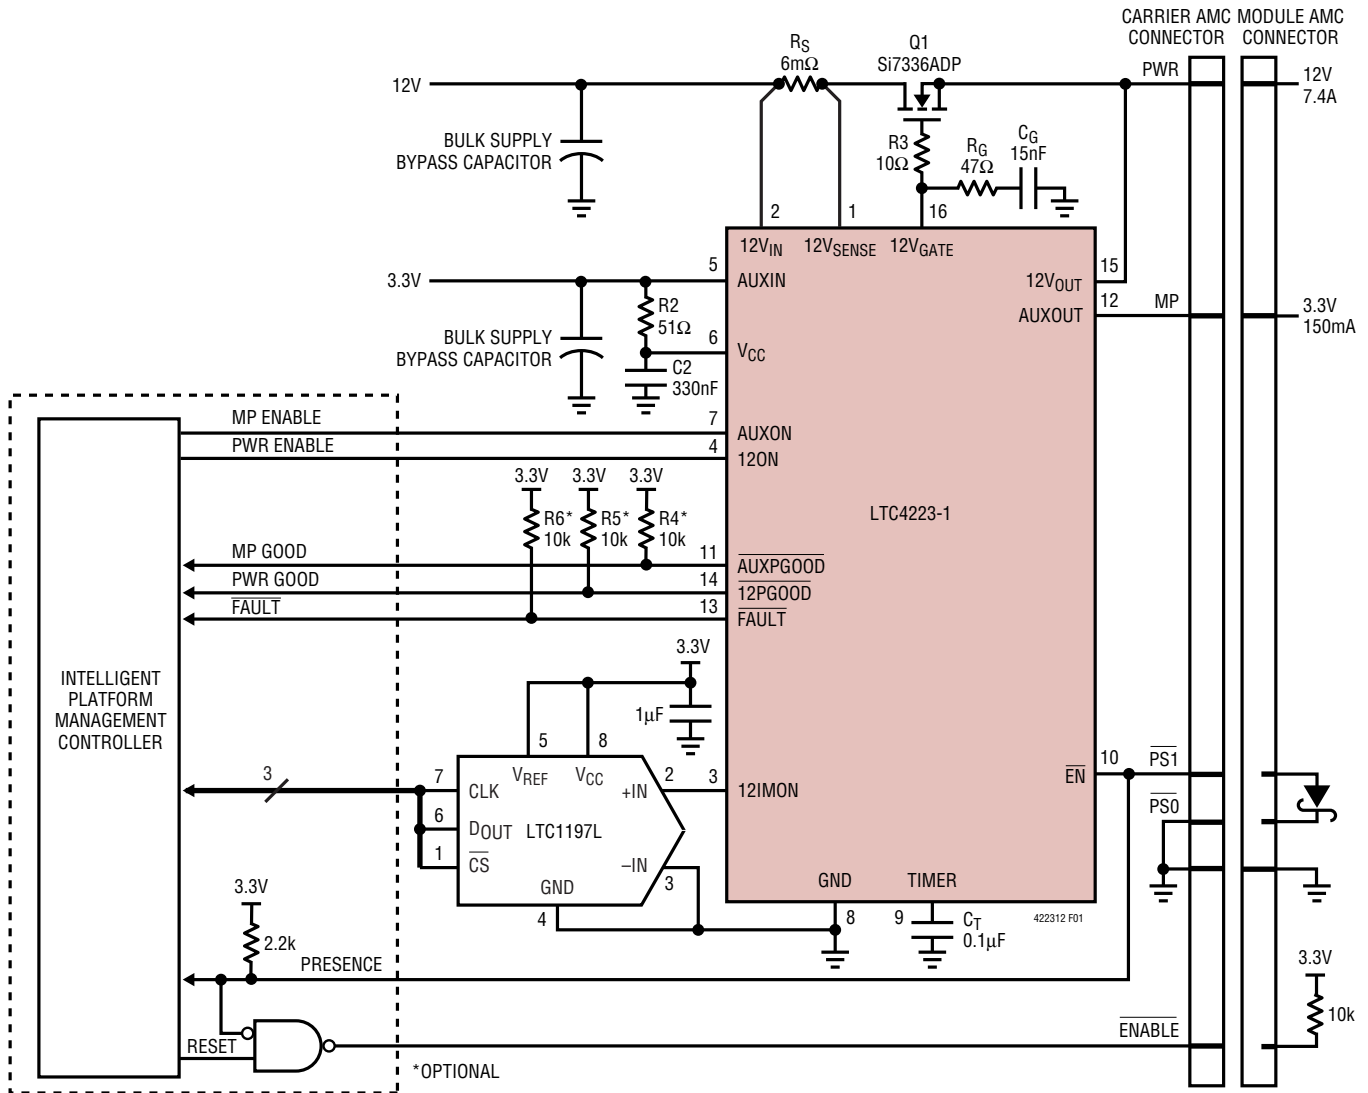 CARRIER AMC CONNECTOR
MODULE AMC CONNECTOR
RS
6mΩ
Q1
Si7336ADP
PWR
12V
12V
7.4A
BULK SUPPLY
BYPASS CAPACITOR
R3
10Ω
RG
47Ω
CG
15nF
2
1
16
12VIN
12VSENSE
12VGATE
3.3V
5
AUXIN
12VOUT
15
AUXOUT
12
MP
3.3V
150mA
R2
51Ω
BULK SUPPLY
BYPASS CAPACITOR
6
VCC
C2
330nF
MP ENABLE
7
AUXON
PWR ENABLE
4
12ON
3.3V
3.3V
3.3V
R6*
10k
R5*
10k
R4*
10k
LTC4223-1
MP GOOD
11
AUXPGOOD
PWR GOOD
14
12PGOOD
FAULT
13
FAULT
INTELLIGENT
PLATFORM
MANAGEMENT
CONTROLLER
3.3V
1µF
5
8
VREF
VCC
3
7
CLK
+IN
2
3
12IMON
6
DOUT
LTC1197L
1
CS
–IN
3
GND
4
EN
10
PS1
PS0
GND
8
TIMER
9
CT
0.1µF
422312 F01
3.3V
2.2k
PRESENCE
3.3V
10k
RESET
ENABLE
*OPTIONAL